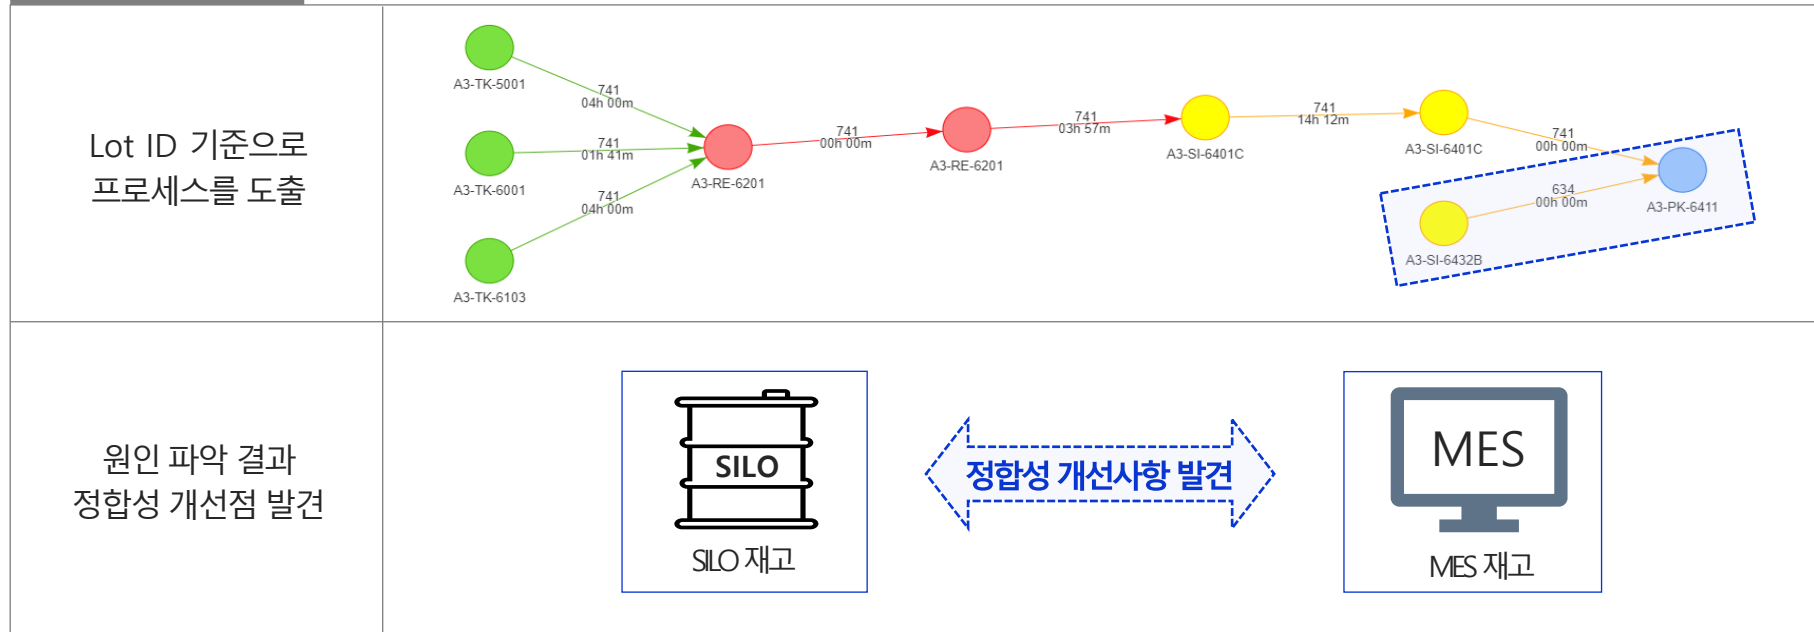 Lot ID 기준으로
프로세스를 도출
A3-TK-5001
741
04h 00m
A3-TK-6001
741
01h 41m
A3-TK-6103
741
04h 00m
A3-RE-6201
741
00h 00m
A3-RE-6201
741
03h 57m
A3-SI-6401C
741
14h 12m
A3-SI-6401C
741
00h 00m
A3-SI-6432B
634
00h 00m
A3-PK-6411
원인 파악 결과
정합성 개선점 발견
SILO
SILO 재고
정합성 개선사항 발견
MES
MES 재고